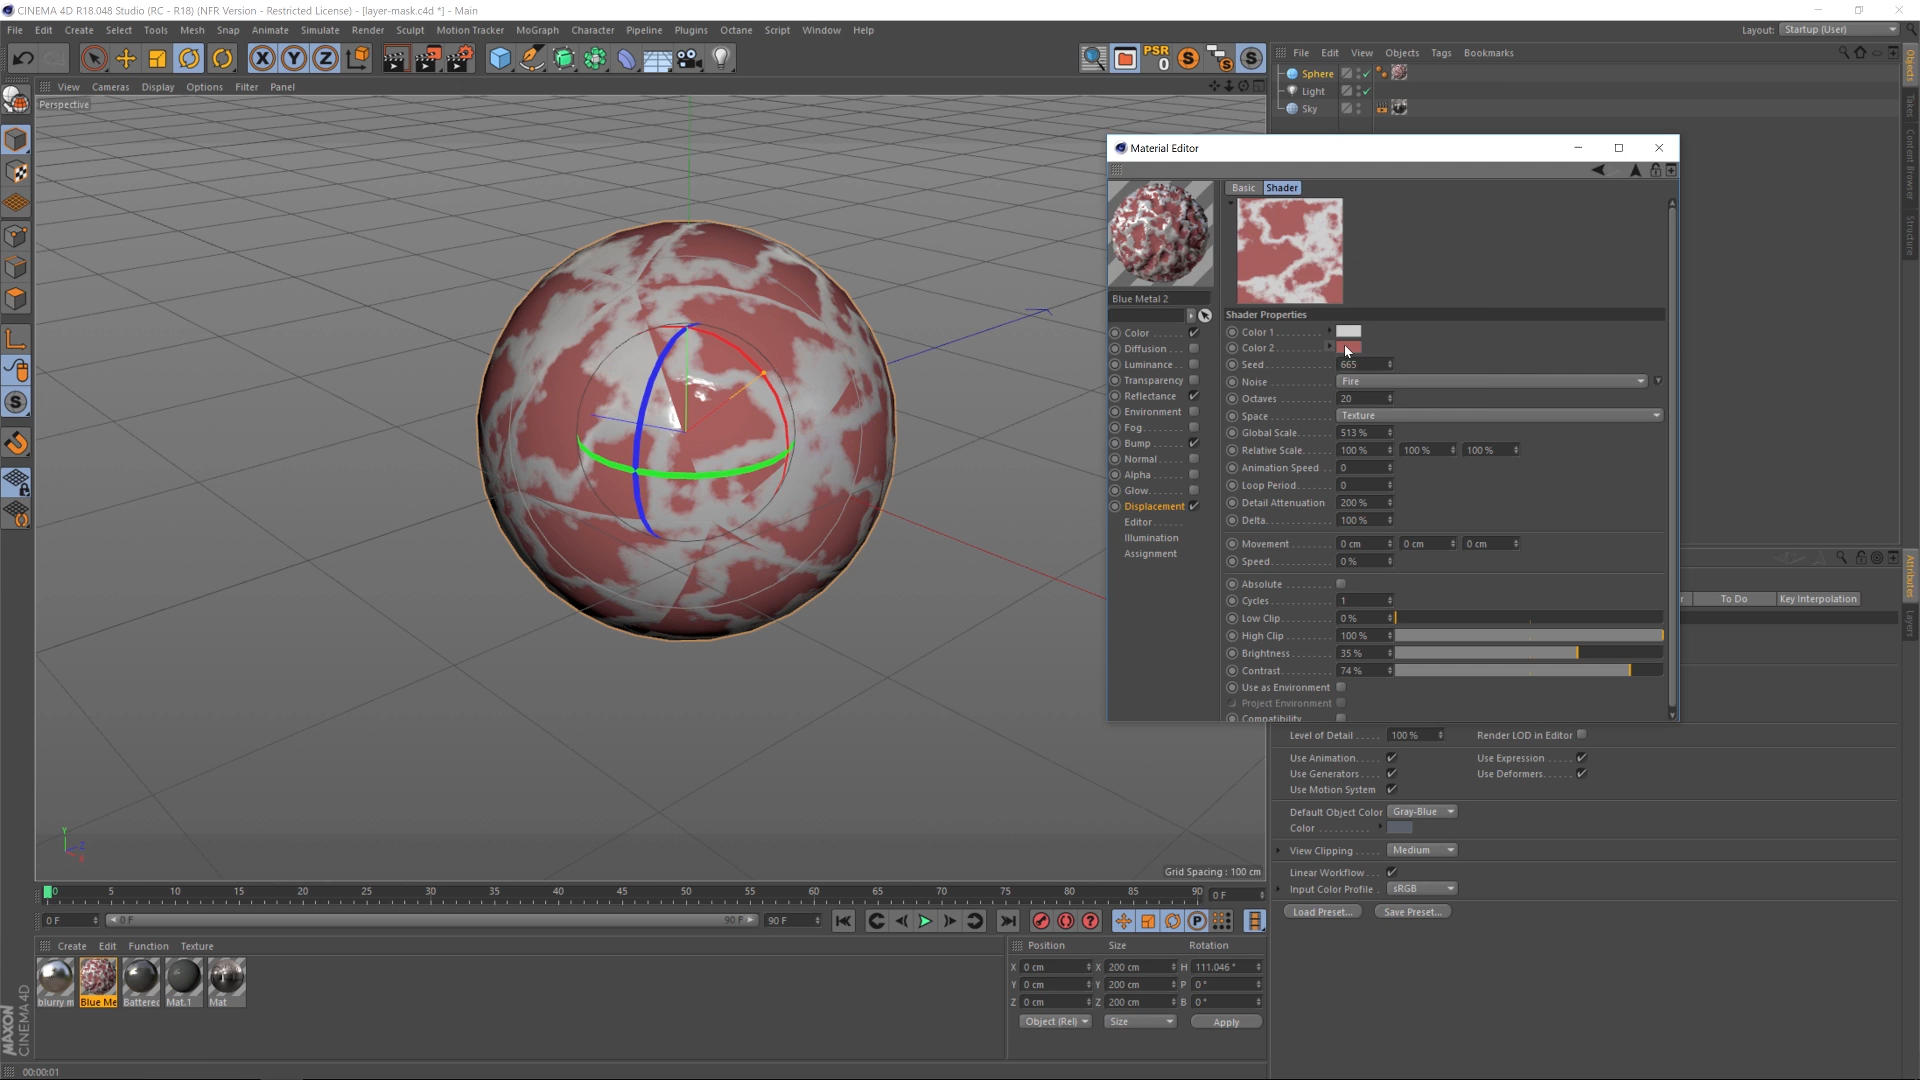 CINEMA 4D R18.048 Studio (RC - R18) (NFR Version - Restricted License) - [layer-mask.c4d *] - Main
File Edit Create Select Tools Mesh Snap Animate Simulate Render Sculpt Motion Tracker MoGraph Character Pipeline Plugins Octane Script Window Help
Layout: Startup (User)
X Y Z PSR 0 S S
File Edit View Objects Tags Bookmarks
View Cameras Display Options Filter Panel
Perspective
Sphere
Light
Sky
Objects
Takes
Content Browser
Structure
Material Editor
Basic Shader
Blue Metal 2
Shader Properties
Color 1
Color 2
Seed 665
Noise Fire
Octaves 20
Space Texture
Global Scale 513 %
Relative Scale 100 % 100 % 100 %
Animation Speed 0
Loop Period 0
Detail Attenuation 200 %
Delta 100 %
Movement 0 cm 0 cm 0 cm
Speed 0 %
Absolute
Cycles 1
Low Clip 0 %
High Clip 100 %
Brightness 35 %
Contrast 74 %
Use as Environment
Project Environment
Compatibility
Color
Diffusion
Luminance
Transparency
Reflectance
Environment
Fog
Bump
Normal
Alpha
Glow
Displacement
Editor
Illumination
Assignment
Attributes
Layers
To Do Key Interpolation
Level of Detail 100 % Render LOD in Editor
Use Animation Use Expression
Use Generators Use Deformers
Use Motion System
Default Object Color Gray-Blue
Color
View Clipping Medium
Linear Workflow
Input Color Profile sRGB
Load Preset... Save Preset...
Y Z X
Grid Spacing : 100 cm
0 5 10 15 20 25 30 35 40 45 50 55 60 65 70 75 80 85 90 0 F
0 F 0 F 90 F 90 F P
Create Edit Function Texture
blurry m Blue Me Battered Mat.1 Mat
Position Size Rotation
X 0 cm X 200 cm H 111.046 °
Y 0 cm Y 200 cm P 0 °
Z 0 cm Z 200 cm B 0 °
Object (Rel) Size Apply
MAXON
CINEMA 4D
00:00:01